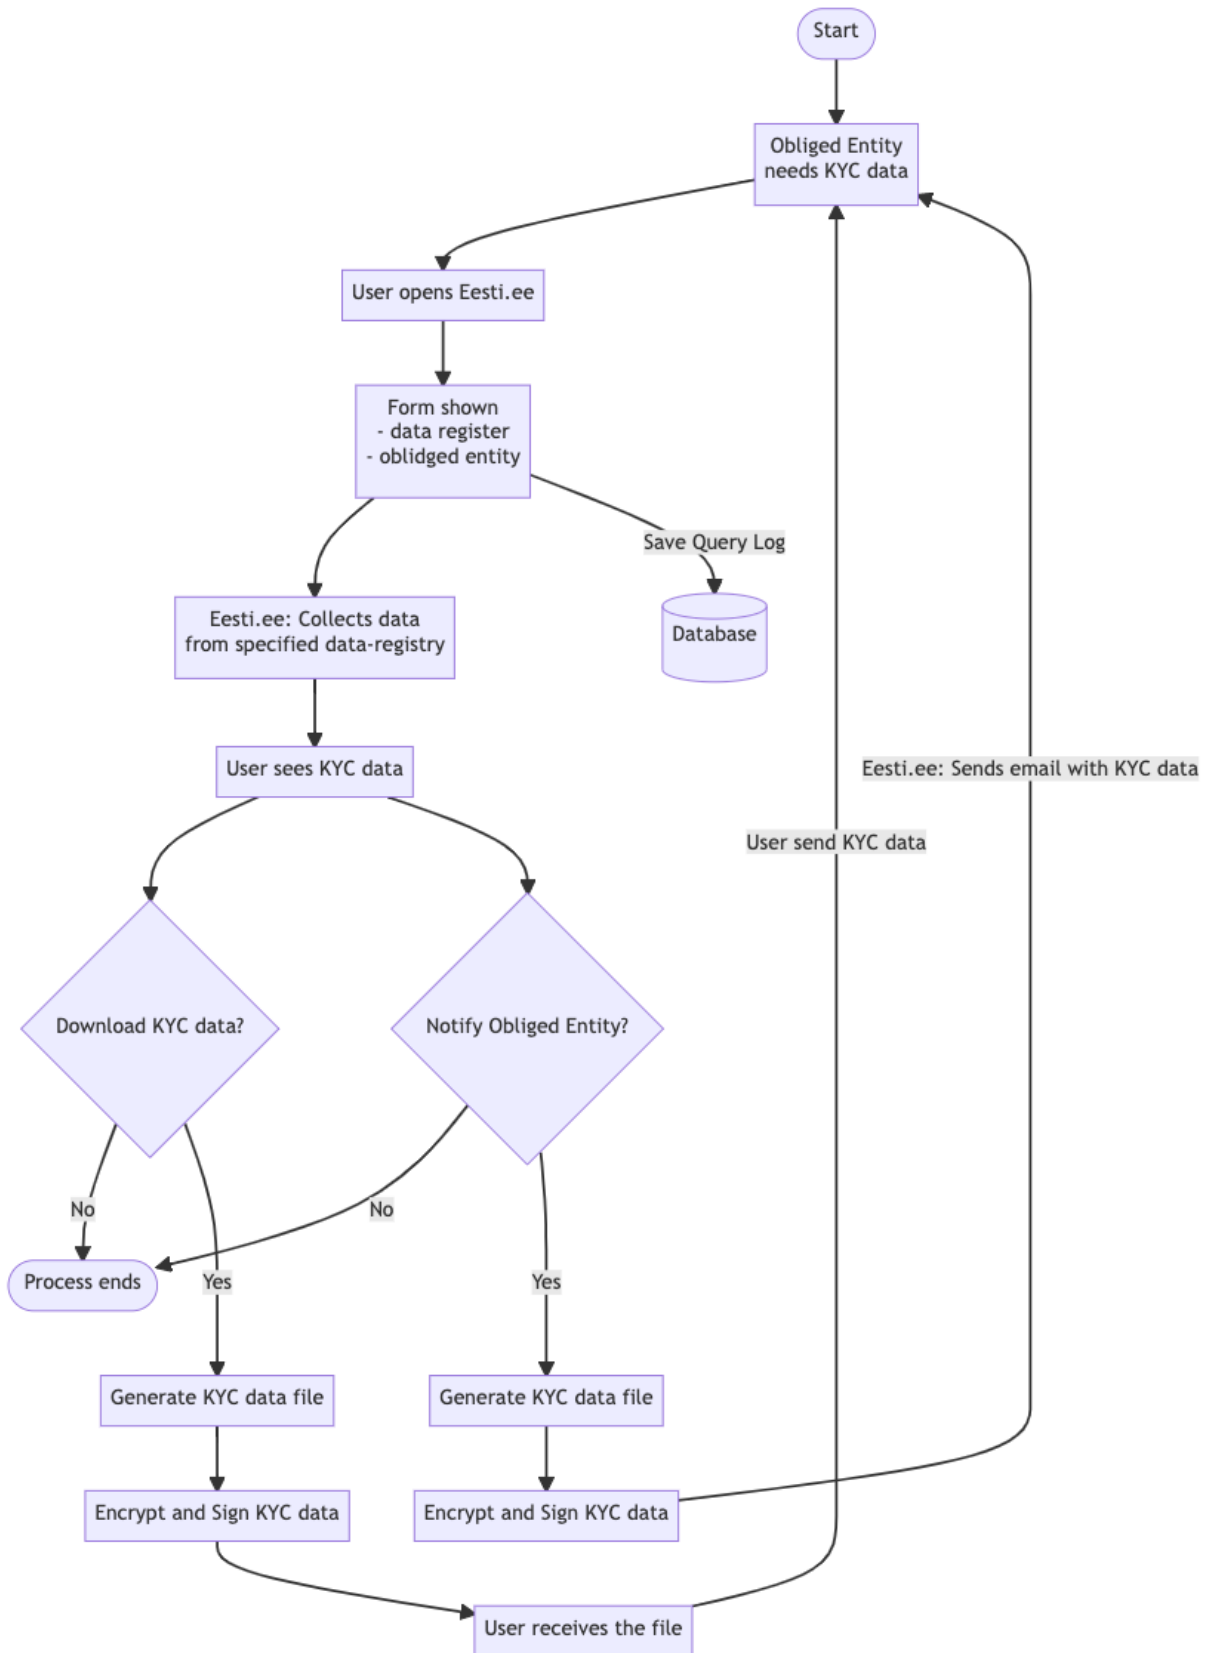 Start
Obliged Entity
needs KYC data
User opens Eesti.ee
Form shown
- data register
- oblidged entity
Save Query Log
Eesti.ee: Collects data
from specified data-registry
Database
User sees KYC data
Eesti.ee: Sends email with KYC data
User send KYC data
Download KYC data?
Notify Obliged Entity?
No
No
Process ends
Yes
Yes
Generate KYC data file
Generate KYC data file
Encrypt and Sign KYC data
Encrypt and Sign KYC data
User receives the file